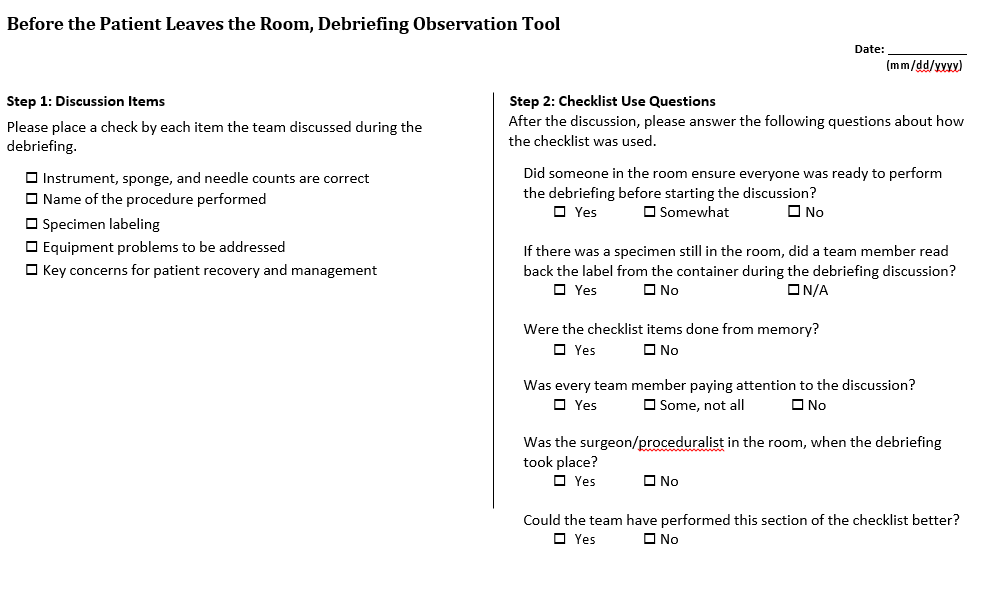 Before the Patient Leaves the Room, Debriefing Observation Tool
Date: __________
(mm/dd/yyyy)
Step 1: Discussion Items
Please place a check by each item the team discussed during the
debriefing.
☐ Instrument, sponge, and needle counts are correct
☐ Name of the procedure performed
☐ Specimen labeling
☐ Equipment problems to be addressed
☐ Key concerns for patient recovery and management
Step 2: Checklist Use Questions
After the discussion, please answer the following questions about how
the checklist was used.
Did someone in the room ensure everyone was ready to perform
the debriefing before starting the discussion?
☐ Yes ☐ Somewhat ☐ No
If there was a specimen still in the room, did a team member read
back the label from the container during the debriefing discussion?
☐ Yes ☐ No ☐ N/A
Were the checklist items done from memory?
☐ Yes ☐ No
Was every team member paying attention to the discussion?
☐ Yes ☐ Some, not all ☐ No
Was the surgeon/proceduralist in the room, when the debriefing
took place?
☐ Yes ☐ No
Could the team have performed this section of the checklist better?
☐ Yes ☐ No